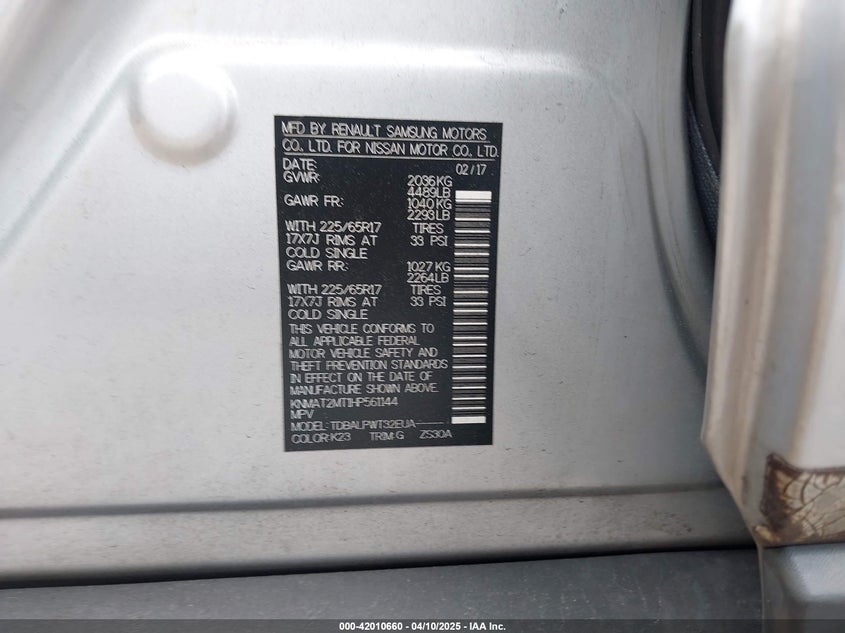 MFD BY RENAULT SAMSUNG MOTORS
CO., LTD. FOR NISSAN MOTOR CO., LTD.
DATE: 02/17
GVWR: 2036KG
4489LB
GAWR FR: 1040KG
2293LB
WITH 225/65R17 TIRES
17X7J RIMS AT 33 PSI
COLD SINGLE
GAWR RR: 1027KG
2264LB
WITH 225/65R17 TIRES
17X7J RIMS AT 33 PSI
COLD SINGLE
THIS VEHICLE CONFORMS TO
ALL APPLICABLE FEDERAL
MOTOR VEHICLE SAFETY AND
THEFT PREVENTION STANDARDS
IN EFFECT ON THE DATE OF
MANUFACTURE SHOWN ABOVE.
KNMAT2MT1HP561144
MPV
MODEL: TDBALPWT32EUA-----
COLOR:K23 TRIM:G ZS30A
000-42010660 - 04/10/2025 - IAA Inc.